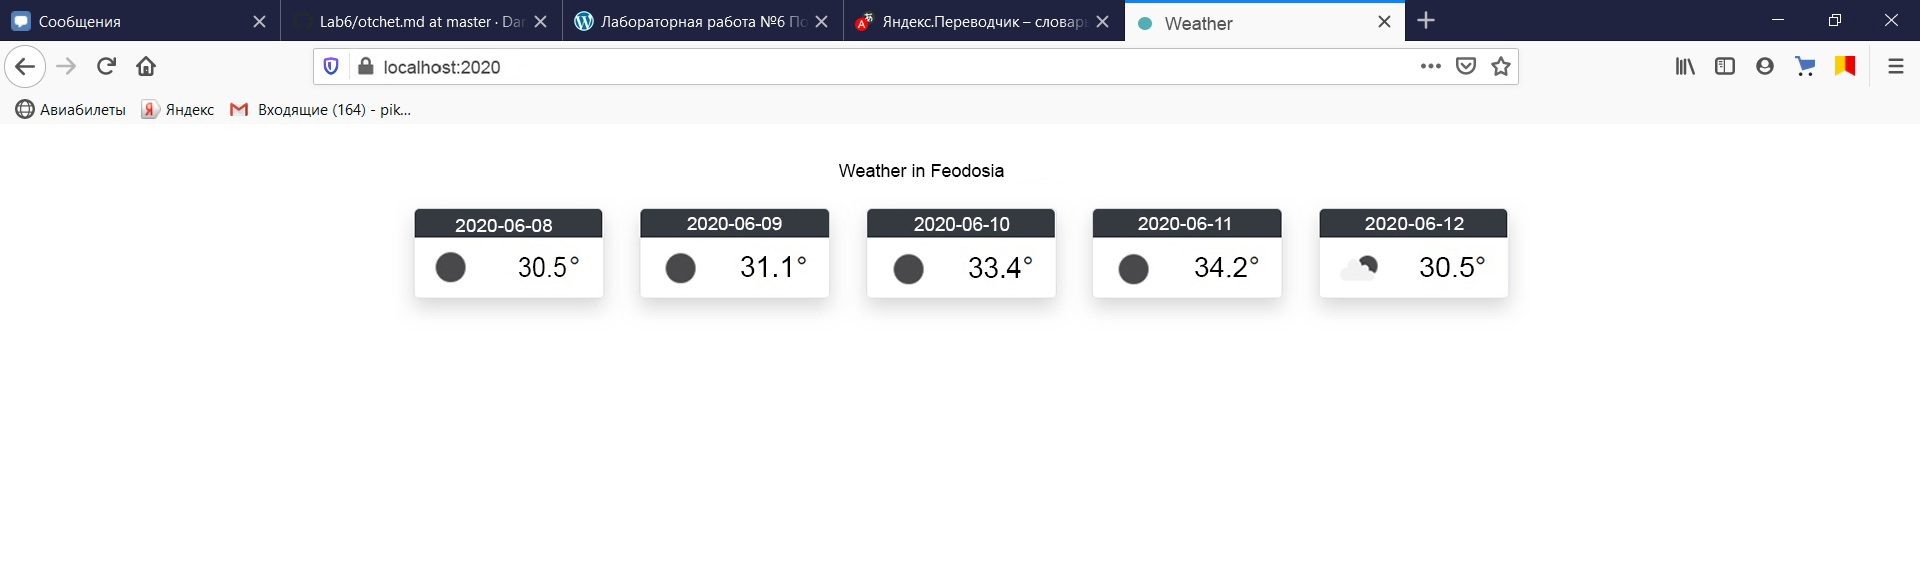 Сообщения
Lab6/otchet.md at master · Dar
Лабораторная работа №6 По
Яндекс.Переводчик – словарь
Weather
localhost:2020
Авиабилеты
Яндекс
Входящие (164) - pik...
Weather in Feodosia
2020-06-08 2020-06-09 2020-06-10 2020-06-11 2020-06-12
30.5° 31.1° 33.4° 34.2° 30.5°